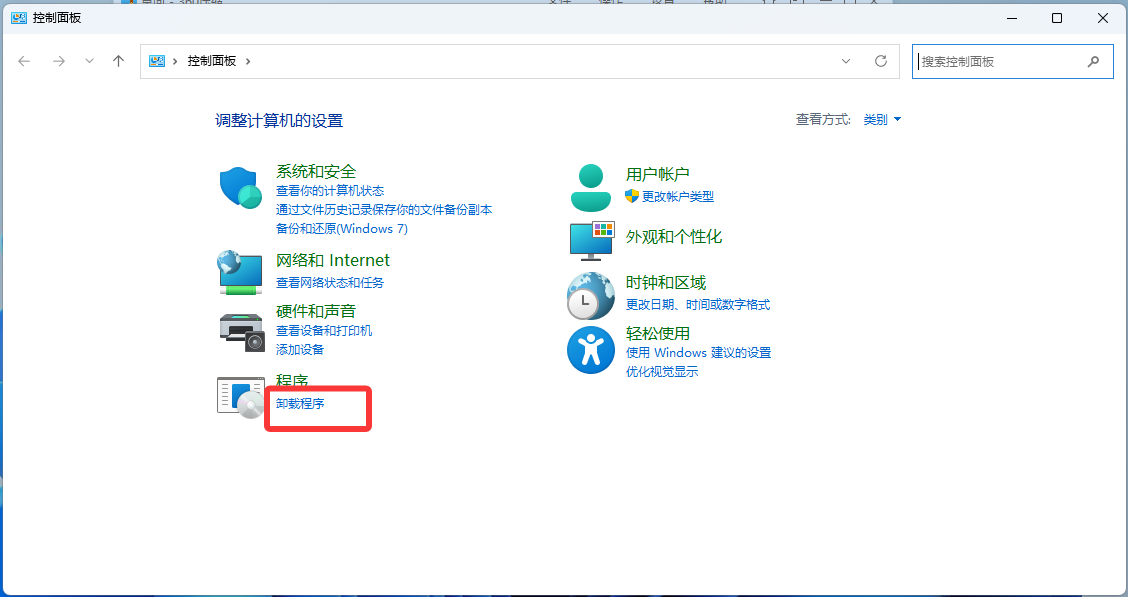 控制面板
控制面板
搜索控制面板
调整计算机的设置
查看方式: 类别
系统和安全
查看你的计算机状态
通过文件历史记录保存你的文件备份副本
备份和还原(Windows 7)
网络和 Internet
查看网络状态和任务
硬件和声音
查看设备和打印机
添加设备
程序
卸载程序
用户帐户
更改帐户类型
外观和个性化
时钟和区域
更改日期、时间或数字格式
轻松使用
使用 Windows 建议的设置
优化视觉显示